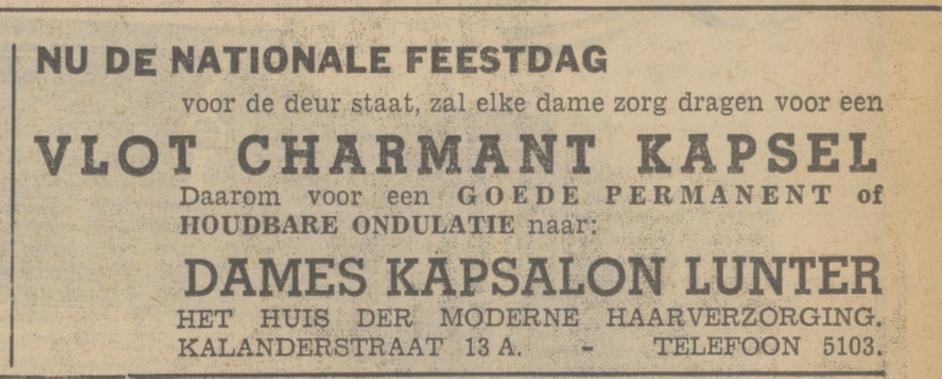 NU DE NATIONALE FEESTDAG
voor de deur staat, zal elke dame zorg dragen voor een
VLOT CHARMANT KAPSEL
Daarom voor een GOEDE PERMANENT of
HOUDBARE ONDULATIE naar:
DAMES KAPSALON LUNTER
HET HUIS DER MODERNE HAARVERZORGING.
KALANDERSTRAAT 13 A. - TELEFOON 5103.